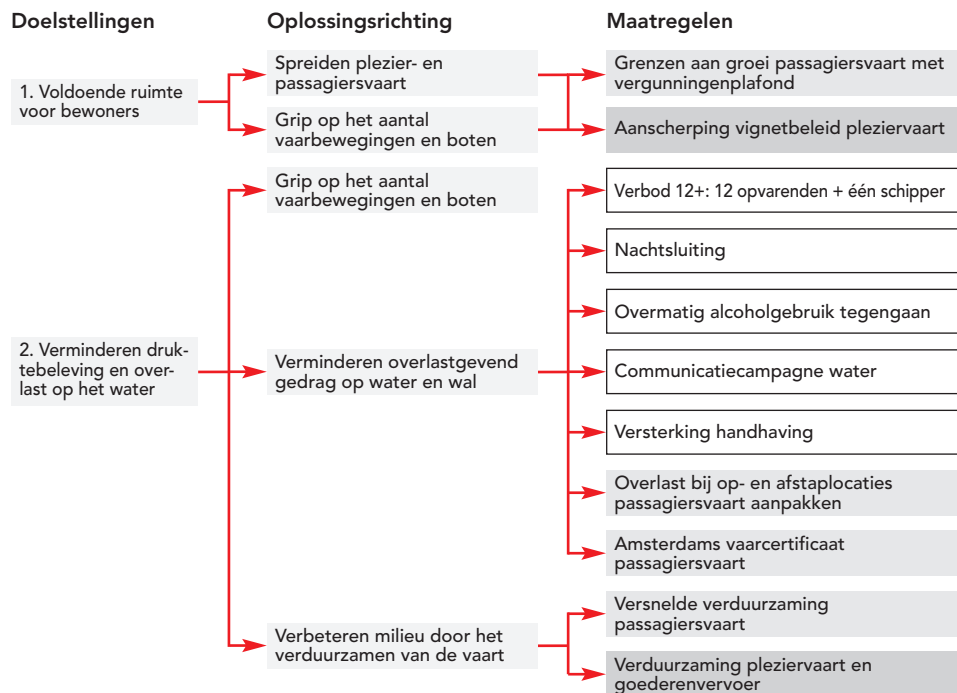 Doelstellingen
Oplossingsrichting
Maatregelen
1. Voldoende ruimte
voor bewoners
Spreiden plezier- en
passagiersvaart
Grip op het aantal
vaarbewegingen en boten
Grenzen aan groei passagiersvaart met
vergunningenplafond
Aanscherping vignetbeleid pleziervaart
2. Verminderen druk-
tebeleving en over-
last op het water
Grip op het aantal
vaarbewegingen en boten
Verminderen overlastgevend
gedrag op water en wal
Verbod 12+: 12 opvarenden + één schipper
Nachtsluiting
Overmatig alcoholgebruik tegengaan
Communicatiecampagne water
Versterking handhaving
Overlast bij op- en afstaplocaties
passagiersvaart aanpakken
Amsterdams vaarcertificaat
passagiersvaart
Verbeteren milieu door het
verduurzamen van de vaart
Versnelde verduurzaming
passagiersvaart
Verduurzaming pleziervaart en
goederenvervoer